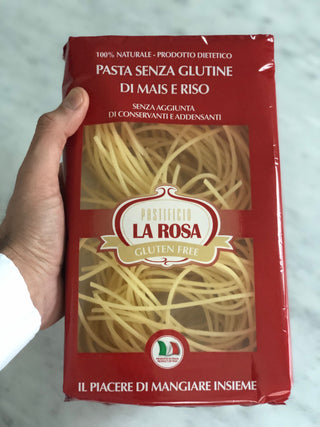 100% NATURALE - PRODOTTO DIETETICO
PASTA SENZA GLUTINE
DI MAIS E RISO
SENZA AGGIUNTA
DI CONSERVANTI E ADDENSANTI
PASTIFICIO
LA ROSA
GLUTEN FREE
IL PIACERE DI MANGIARE INSIEME